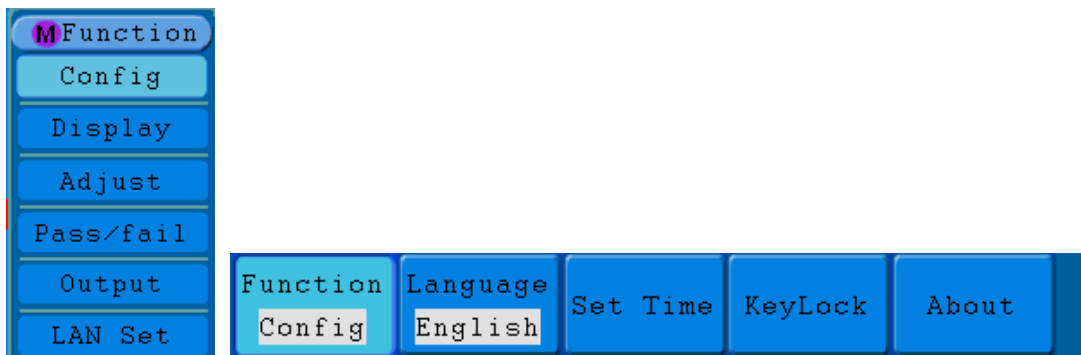 MFunction
Config
Display
Adjust
Pass/fail
Output
LAN Set
Function
Config
Language
English
Set Time
KeyLock
About